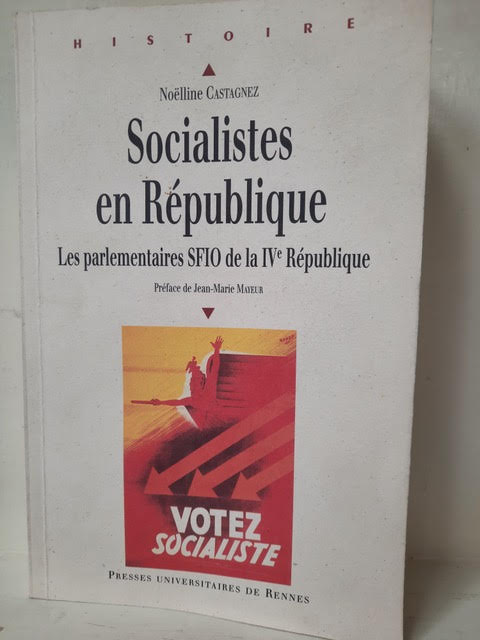 HISTOIRE
Noëlline CASTAGNEZ
Socialistes
en République
Les parlementaires SFIO de la IVe République
Préface de Jean-Marie MAYEUR
VOTEZ
SOCIALISTE
PRESSES UNIVERSITAIRES DE RENNES